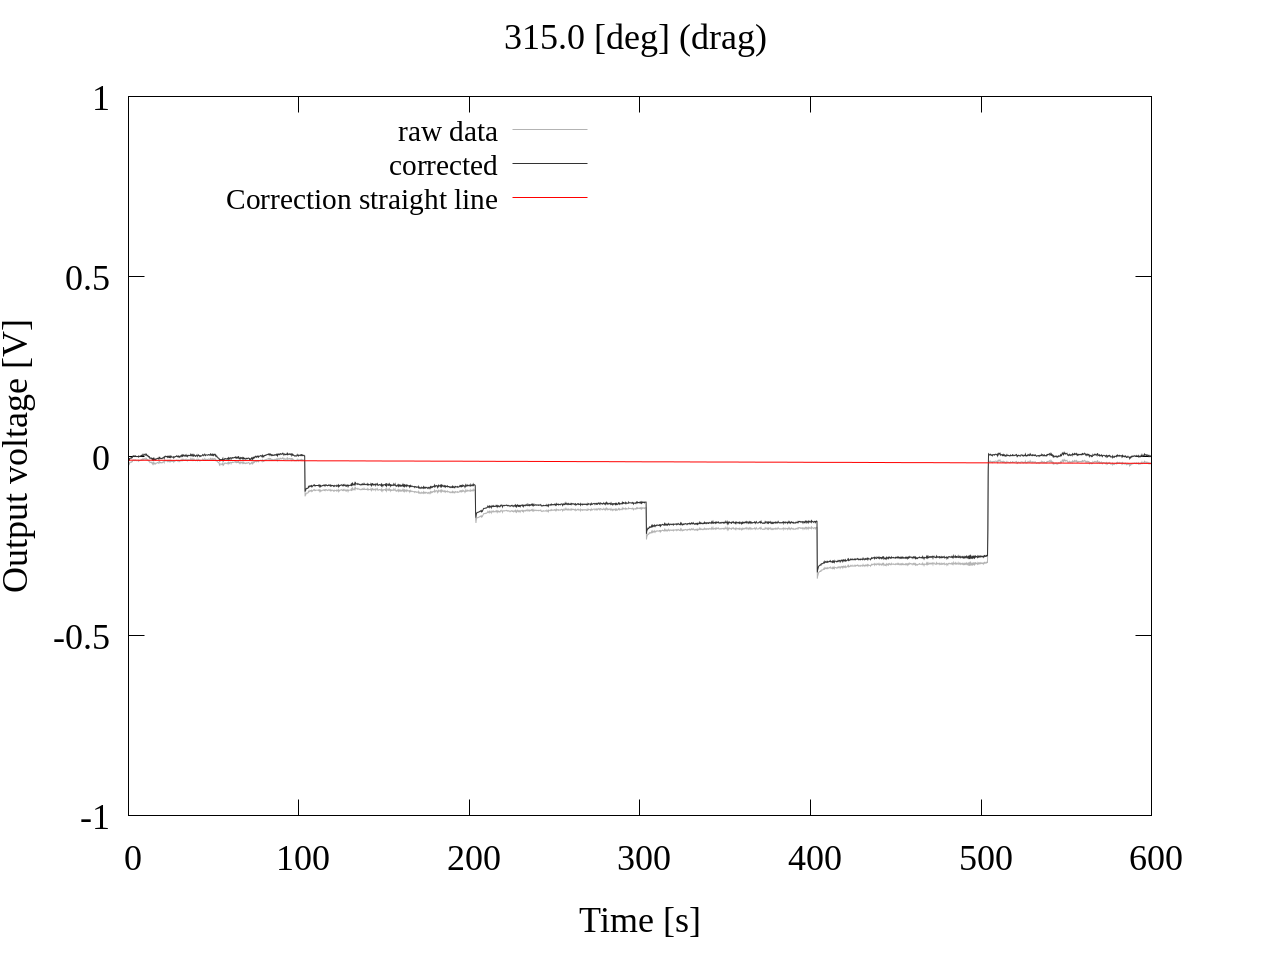 315.0 [deg] (drag)
1
raw data
corrected
Correction straight line
0.5
0
-0.5
-1
Output voltage [V]
0 100 200 300 400 500 600
Time [s]